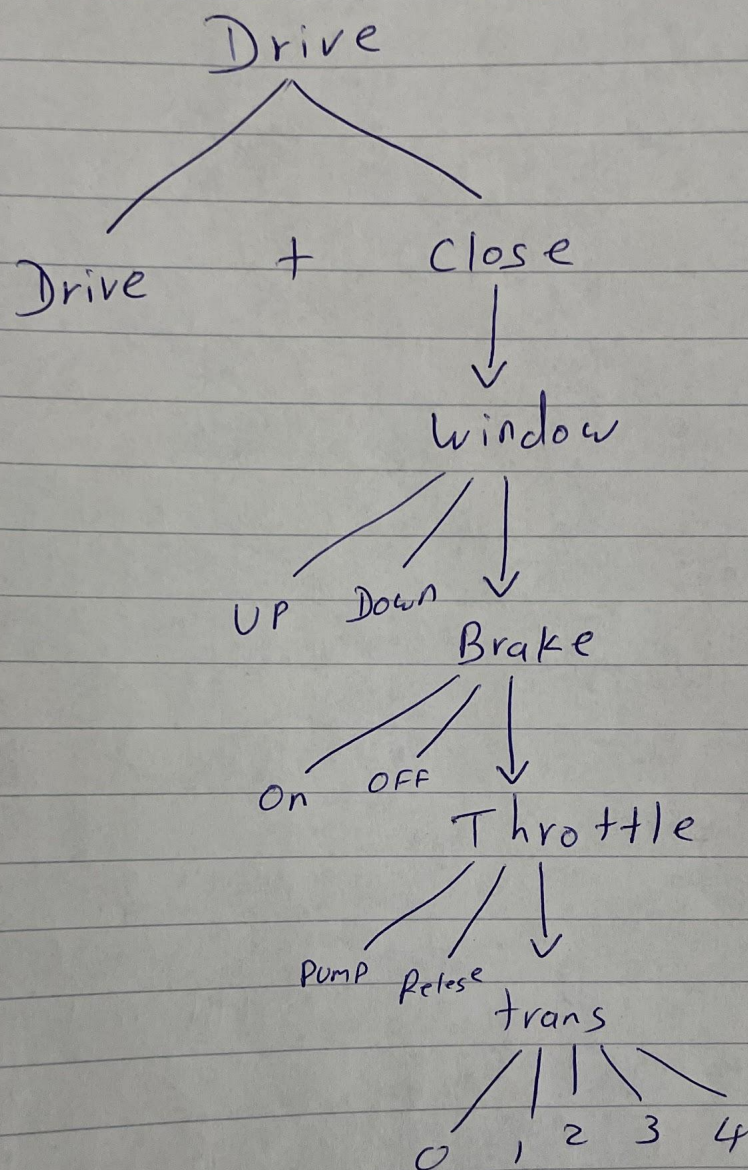 Drive
Drive + Close
Window
UP Down
Brake
On OFF
Throttle
Pump Relese
trans
0 1 2 3 4